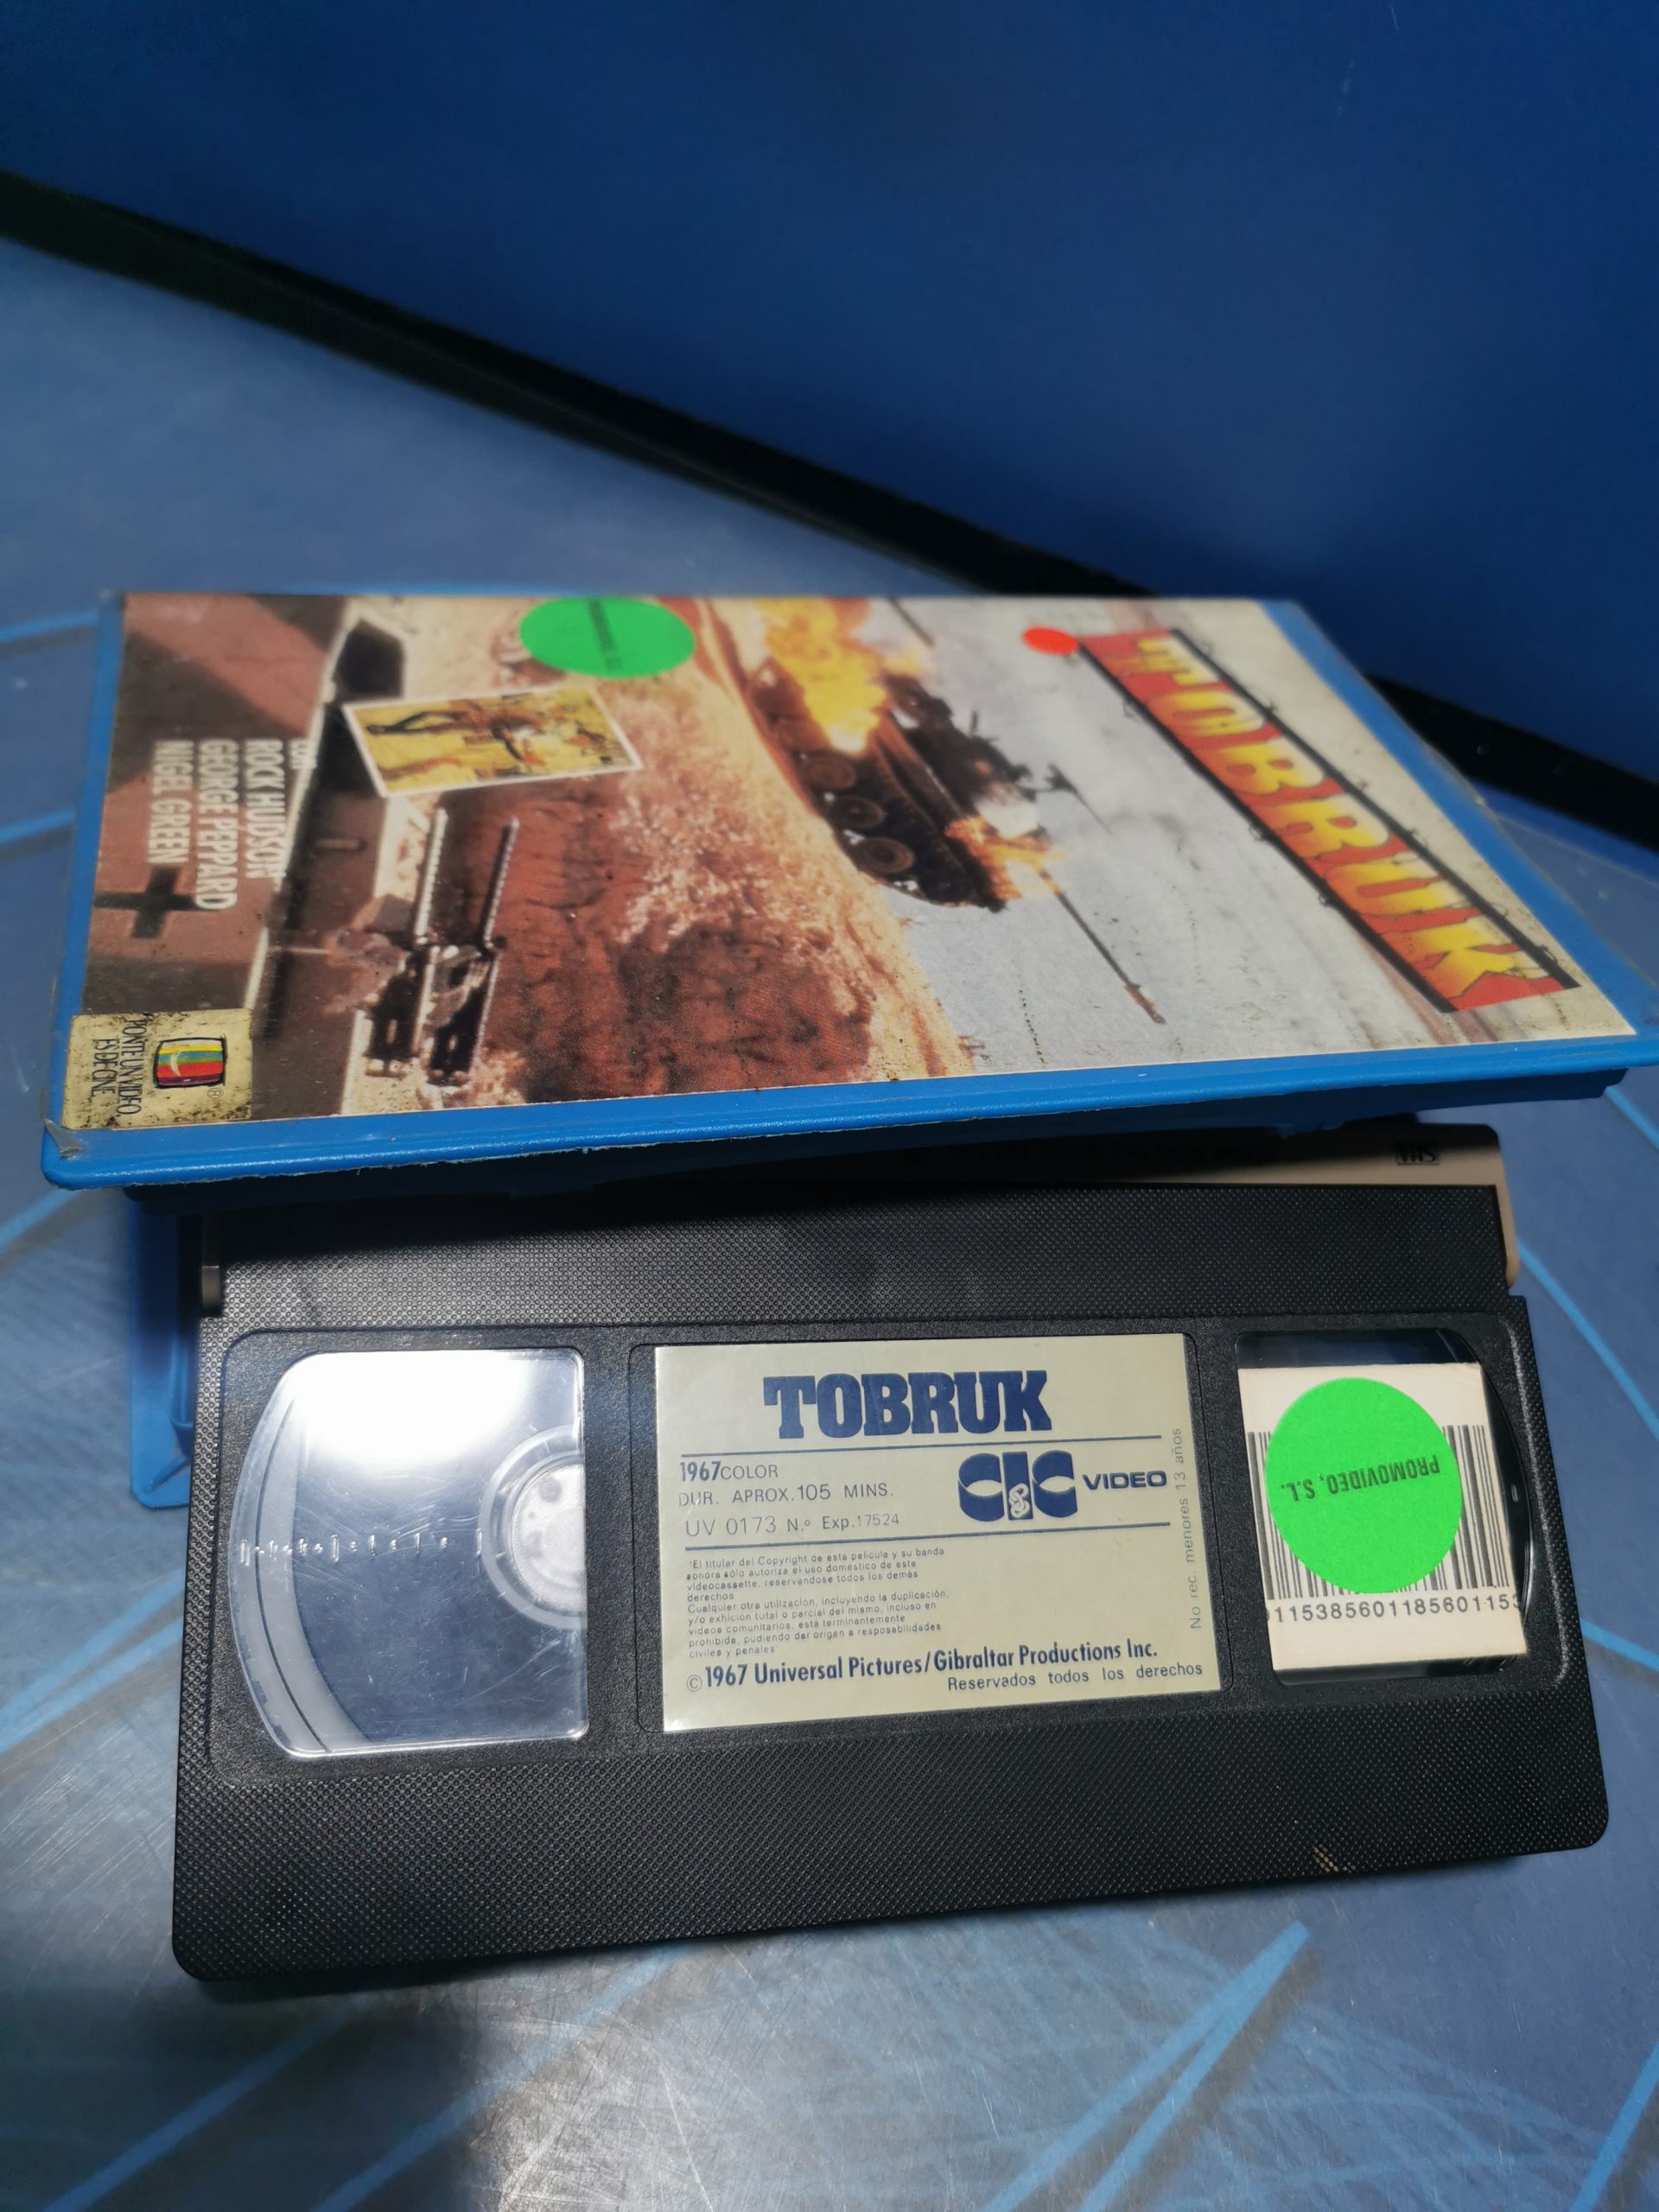 TOBRUK
CON
ROCK HUDSON
GEORGE PEPPARD
NIGEL GREEN
PONTE UN VIDEO,
ES DE CINE.
®
VHS
TOBRUK
1967 COLOR
DUR. APROX. 105 MINS.
UV 0173 N.º Exp. 17524
CIC VIDEO
No rec. menores 13 años
"El titular del Copyright de esta película y su banda
sonora sólo autoriza el uso doméstico de este
videocassette, reservándose todos los demás
derechos
Cualquier otra utilización, incluyendo la duplicación,
y/o exhición total o parcial del mismo, incluso en
videos comunitarios, está terminantemente
prohibida, pudiendo dar origen a responsabilidades
civiles y penales"
© 1967 Universal Pictures/Gibraltar Productions Inc.
Reservados todos los derechos
PROMOVIDEO, S.L.
0115385601185601153